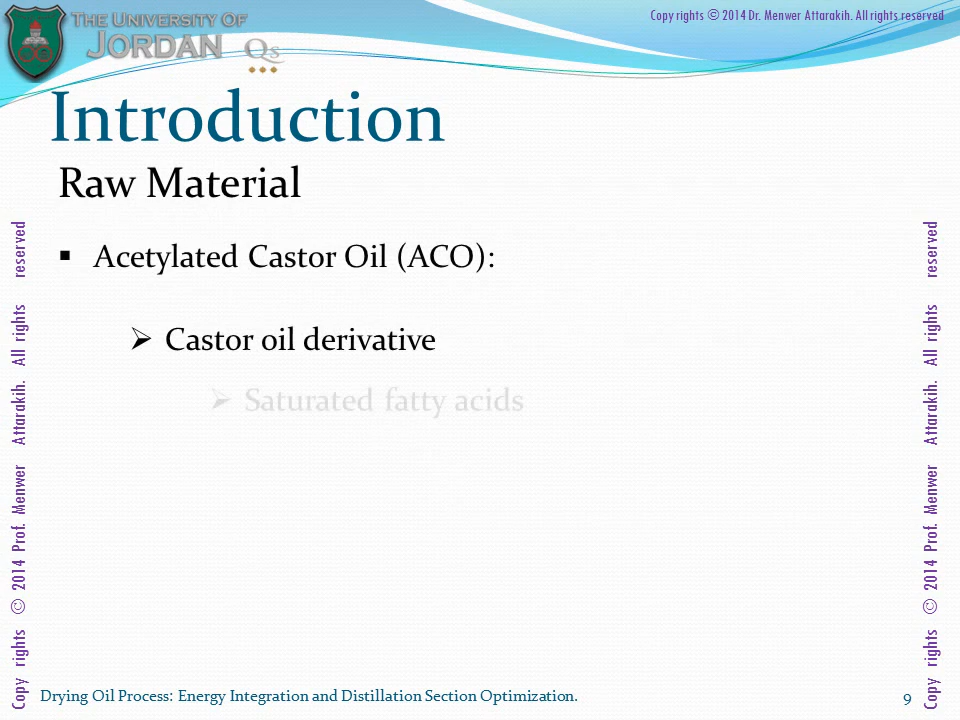 THE UNIVERSITY OF
JORDAN QS
Copy rights © 2014 Dr. Menwer Attarakih. All rights reserved
Introduction
Raw Material
▪ Acetylated Castor Oil (ACO):
➢ Castor oil derivative
➢ Saturated fatty acids
Copy rights © 2014 Prof. Menwer Attarakih. All rights reserved
Copy rights © 2014 Prof. Menwer Attarakih. All rights reserved
Drying Oil Process: Energy Integration and Distillation Section Optimization.
9